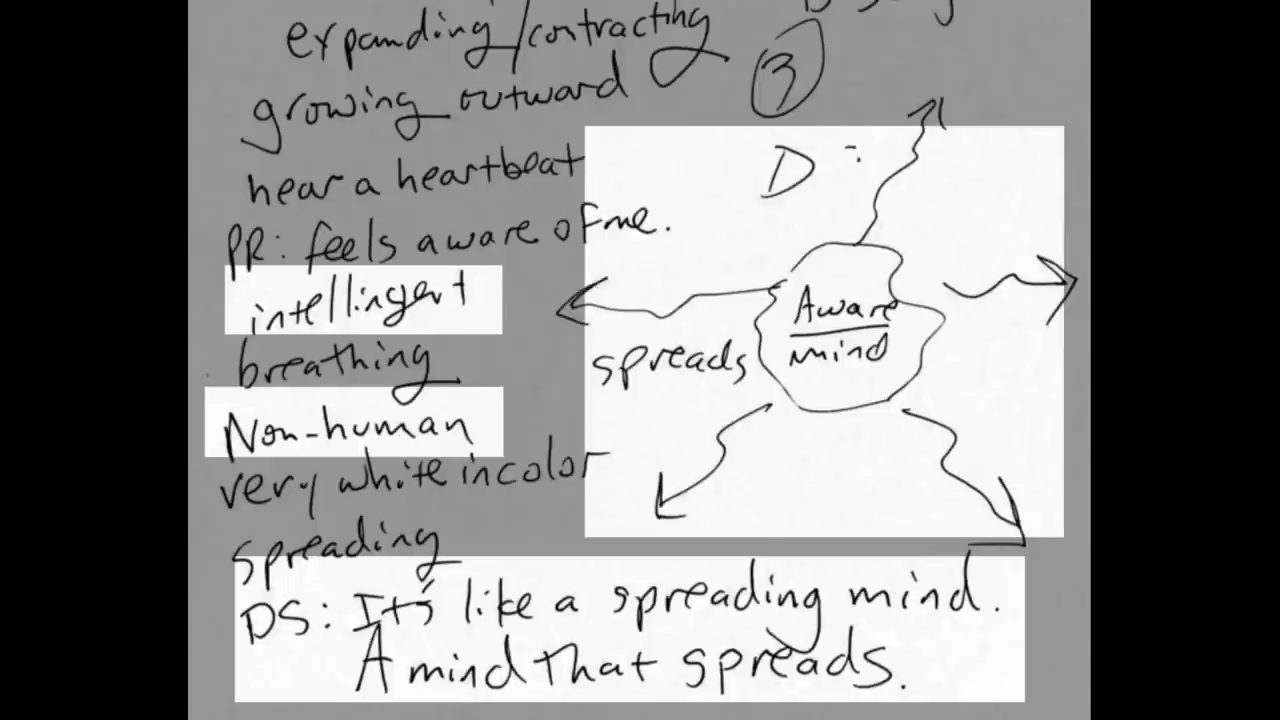 expanding/contracting
③
growing outward
hear a heartbeat
D:
PR: feels aware of me.
intellingent
Aware
mind
spreads
breathing
Non-human
very white in color
spreading
DS: It's like a spreading mind.
A mind that spreads.